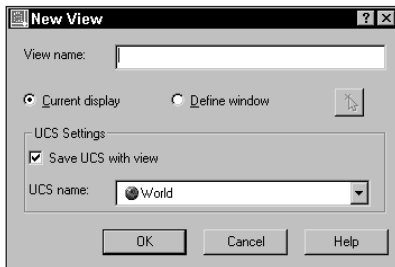 New View
View name:
Current display Define window
UCS Settings
Save UCS with view
UCS name: World
OK Cancel Help